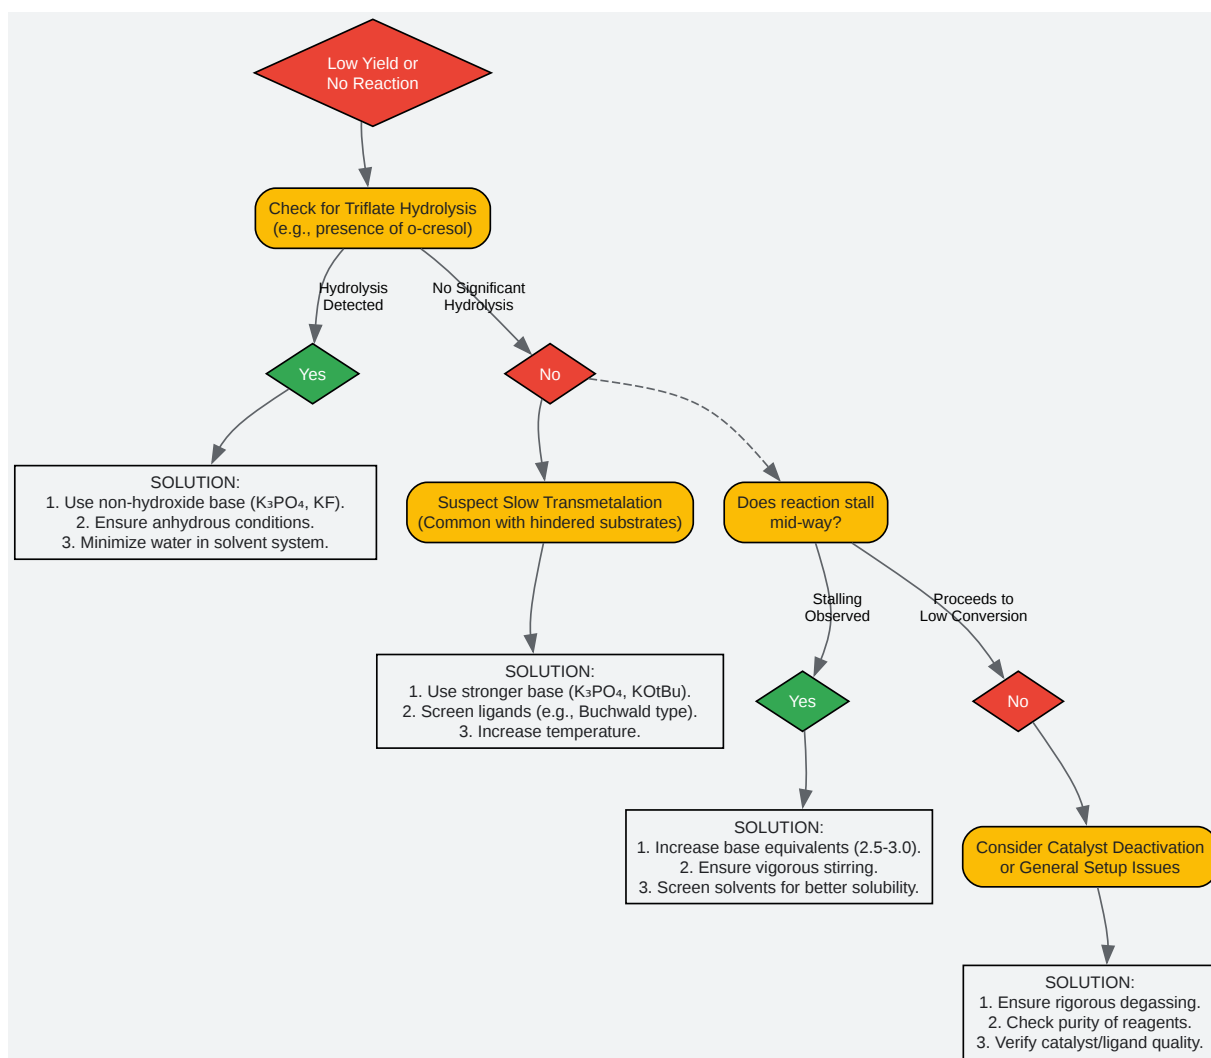 Low Yield or
No Reaction
Check for Triflate Hydrolysis
(e.g., presence of o-cresol)
Hydrolysis
Detected
No Significant
Hydrolysis
Yes
No
SOLUTION:
1. Use non-hydroxide base (K₃PO₄, KF).
2. Ensure anhydrous conditions.
3. Minimize water in solvent system.
Suspect Slow Transmetalation
(Common with hindered substrates)
Does reaction stall
mid-way?
Stalling
Observed
Proceeds to
Low Conversion
SOLUTION:
1. Use stronger base (K₃PO₄, KOtBu).
2. Screen ligands (e.g., Buchwald type).
3. Increase temperature.
Yes
No
SOLUTION:
1. Increase base equivalents (2.5-3.0).
2. Ensure vigorous stirring.
3. Screen solvents for better solubility.
Consider Catalyst Deactivation
or General Setup Issues
SOLUTION:
1. Ensure rigorous degassing.
2. Check purity of reagents.
3. Verify catalyst/ligand quality.